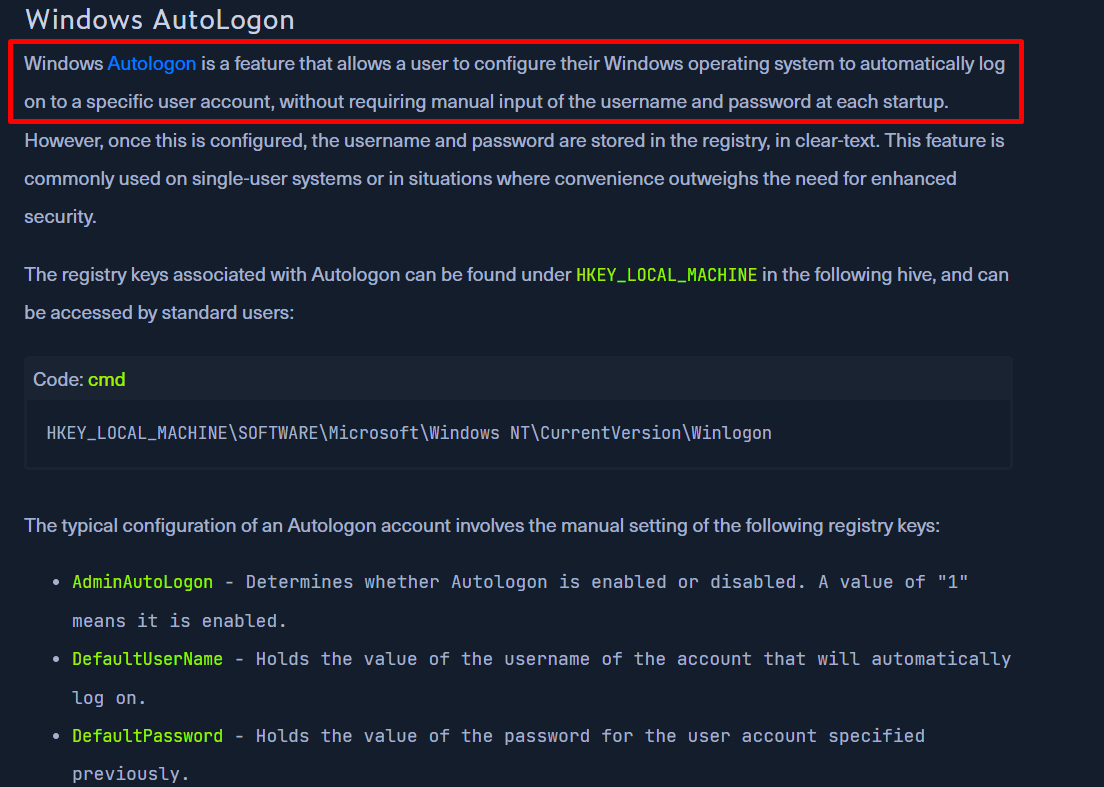 Windows AutoLogon
Windows Autologon is a feature that allows a user to configure their Windows operating system to automatically log
on to a specific user account, without requiring manual input of the username and password at each startup.
However, once this is configured, the username and password are stored in the registry, in clear-text. This feature is
commonly used on single-user systems or in situations where convenience outweighs the need for enhanced
security.
The registry keys associated with Autologon can be found under HKEY_LOCAL_MACHINE in the following hive, and can
be accessed by standard users:
Code: cmd
HKEY_LOCAL_MACHINE\SOFTWARE\Microsoft\Windows NT\CurrentVersion\Winlogon
The typical configuration of an Autologon account involves the manual setting of the following registry keys:
• AdminAutoLogon - Determines whether Autologon is enabled or disabled. A value of "1"
means it is enabled.
• DefaultUserName - Holds the value of the username of the account that will automatically
log on.
• DefaultPassword - Holds the value of the password for the user account specified
previously.